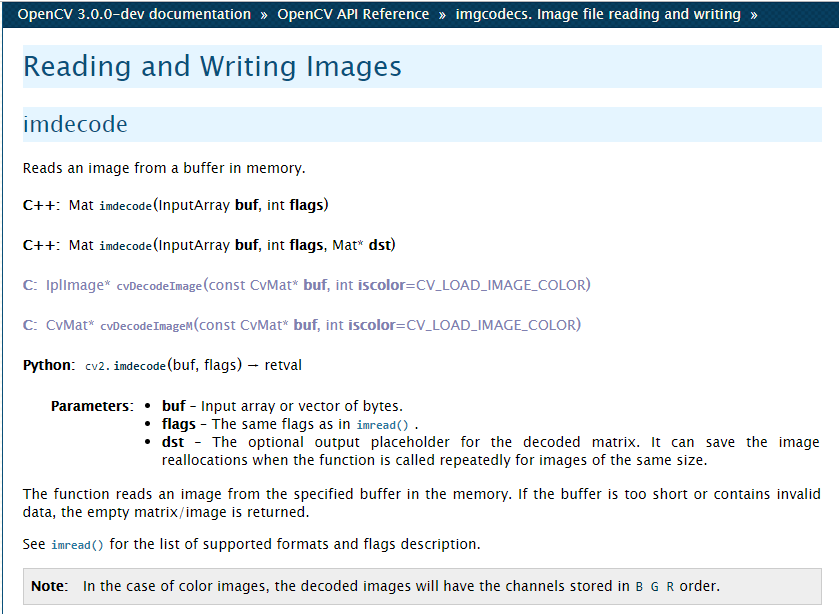 OpenCV 3.0.0-dev documentation » OpenCV API Reference » imgcodecs. Image file reading and writing »
Reading and Writing Images
imdecode
Reads an image from a buffer in memory.
C++: Mat imdecode(InputArray buf, int flags)
C++: Mat imdecode(InputArray buf, int flags, Mat* dst)
C: IplImage* cvDecodeImage(const CvMat* buf, int iscolor=CV_LOAD_IMAGE_COLOR)
C: CvMat* cvDecodeImageM(const CvMat* buf, int iscolor=CV_LOAD_IMAGE_COLOR)
Python: cv2.imdecode(buf, flags) → retval
Parameters: • buf – Input array or vector of bytes.
• flags – The same flags as in imread() .
• dst – The optional output placeholder for the decoded matrix. It can save the image
reallocations when the function is called repeatedly for images of the same size.
The function reads an image from the specified buffer in the memory. If the buffer is too short or contains invalid
data, the empty matrix/image is returned.
See imread() for the list of supported formats and flags description.
Note: In the case of color images, the decoded images will have the channels stored in B G R order.